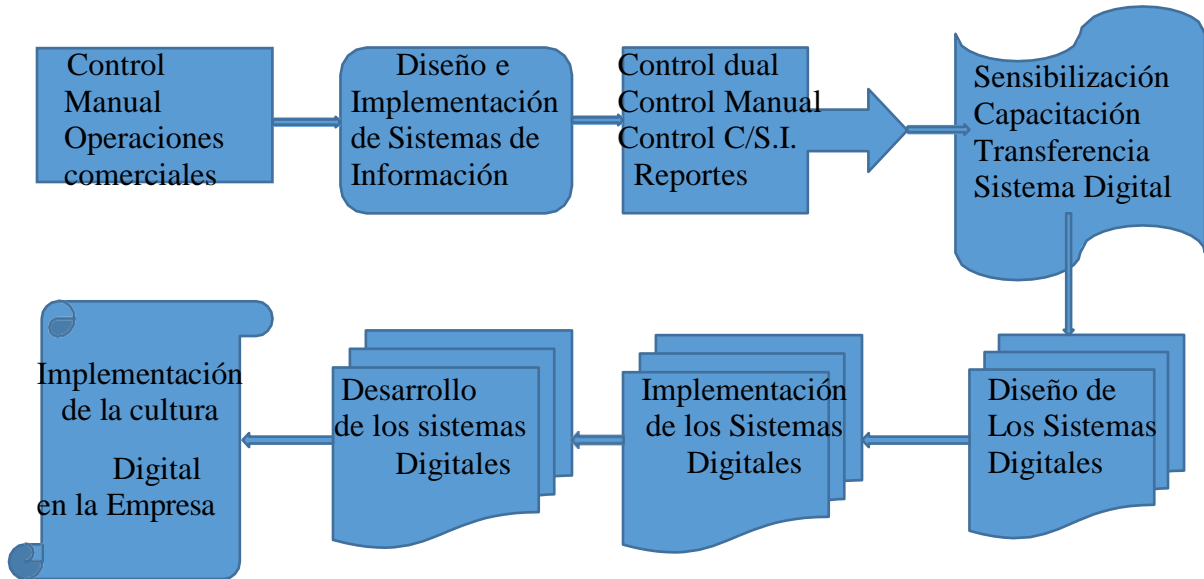 Control
Manual
Operaciones
comerciales
Diseño e
Implementación
de Sistemas de
Información
Control dual
Control Manual
Control C/S.I.
Reportes
Sensibilización
Capacitación
Transferencia
Sistema Digital
Diseño de
Los Sistemas
Digitales
Implementación
de los Sistemas
Digitales
Desarrollo
de los sistemas
Digitales
Implementación
de la cultura
Digital
en la Empresa